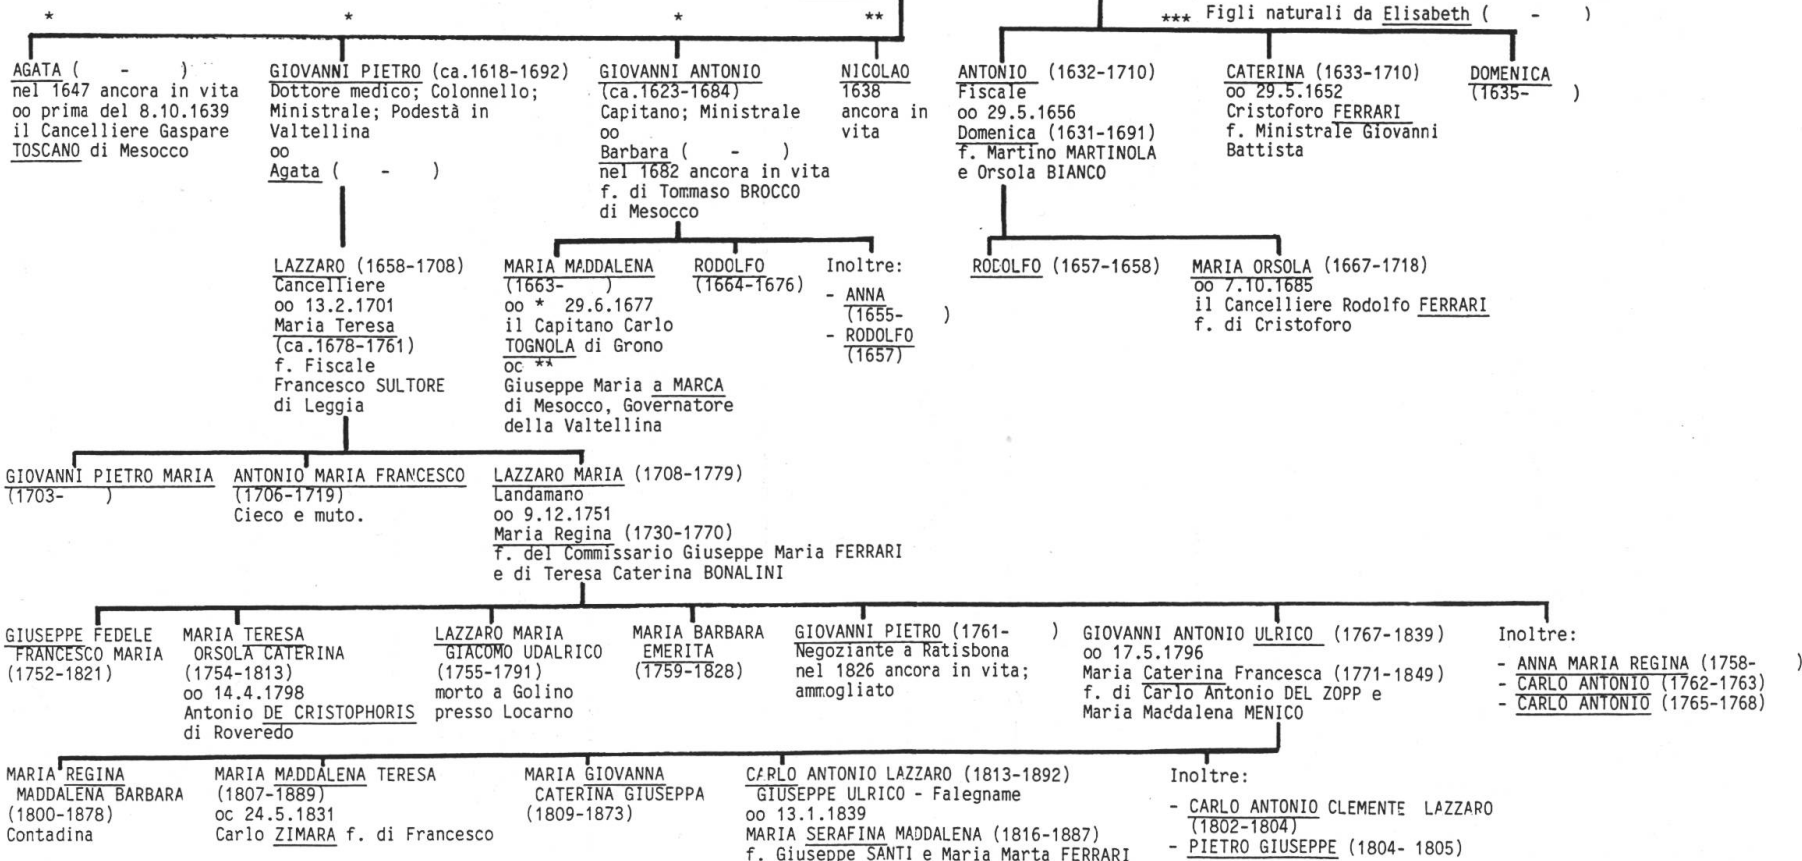 *
*
*
**
*** Figli naturali da Elisabeth (     -     )
AGATA (     -     )
nel 1647 ancora in vita
oo prima del 8.10.1639
il Cancelliere Gaspare
TOSCANO di Mesocco
GIOVANNI PIETRO (ca.1618-1692)
Dottore medico; Colonnello;
Ministrale; Podestà in
Valtellina
oo
Agata (     -     )
GIOVANNI ANTONIO
(ca.1623-1684)
Capitano; Ministrale
oo
Barbara (     -     )
nel 1682 ancora in vita
f. di Tommaso BROCCO
di Mesocco
NICOLAO
1638
ancora in
vita
ANTONIO (1632-1710)
Fiscale
oo 29.5.1656
Domenica (1631-1691)
f. Martino MARTINOLA
e Orsola BIANCO
CATERINA (1633-1710)
oo 29.5.1652
Cristoforo FERRARI
f. Ministrale Giovanni
Battista
DOMENICA
(1635-     )
LAZZARO (1658-1708)
Cancelliere
oo 13.2.1701
Maria Teresa
(ca.1678-1761)
f. Fiscale
Francesco SULTORE
di Leggia
MARIA MADDALENA
(1663-     )
oo *  29.6.1677
il Capitano Carlo
TOGNOLA di Grono
oc **
Giuseppe Maria a MARCA
di Mesocco, Governatore
della Valtellina
RODOLFO
(1664-1676)
Inoltre:
- ANNA
(1655-     )
- RODOLFO
(1657)
RODOLFO (1657-1658)
MARIA ORSOLA (1667-1718)
oo 7.10.1685
il Cancelliere Rodolfo FERRARI
f. di Cristoforo
GIOVANNI PIETRO MARIA
(1703-     )
ANTONIO MARIA FRANCESCO
(1706-1719)
Cieco e muto.
LAZZARO MARIA (1708-1779)
Landamano
oo 9.12.1751
Maria Regina (1730-1770)
f. del Commissario Giuseppe Maria FERRARI
e di Teresa Caterina BONALINI
GIUSEPPE FEDELE
FRANCESCO MARIA
(1752-1821)
MARIA TERESA
ORSOLA CATERINA
(1754-1813)
oo 14.4.1798
Antonio DE CRISTOPHORIS
di Roveredo
LAZZARO MARIA
GIACOMO UDALRICO
(1755-1791)
morto a Golino
presso Locarno
MARIA BARBARA
EMERITA
(1759-1828)
GIOVANNI PIETRO (1761-     )
Negoziante a Ratisbona
nel 1826 ancora in vita;
ammogliato
GIOVANNI ANTONIO ULRICO (1767-1839)
oo 17.5.1796
Maria Caterina Francesca (1771-1849)
f. di Carlo Antonio DEL ZOPP e
Maria Maddalena MENICO
Inoltre:
- ANNA MARIA REGINA (1758-     )
- CARLO ANTONIO (1762-1763)
- CARLO ANTONIO (1765-1768)
MARIA REGINA
MADDALENA BARBARA
(1800-1878)
Contadina
MARIA MADDALENA TERESA
(1807-1889)
oc 24.5.1831
Carlo ZIMARA f. di Francesco
MARIA GIOVANNA
CATERINA GIUSEPPA
(1809-1873)
CARLO ANTONIO LAZZARO (1813-1892)
GIUSEPPE ULRICO - Falegname
oo 13.1.1839
MARIA SERAFINA MADDALENA (1816-1887)
f. Giuseppe SANTI e Maria Marta FERRARI
Inoltre:
- CARLO ANTONIO CLEMENTE LAZZARO
(1802-1804)
- PIETRO GIUSEPPE (1804- 1805)